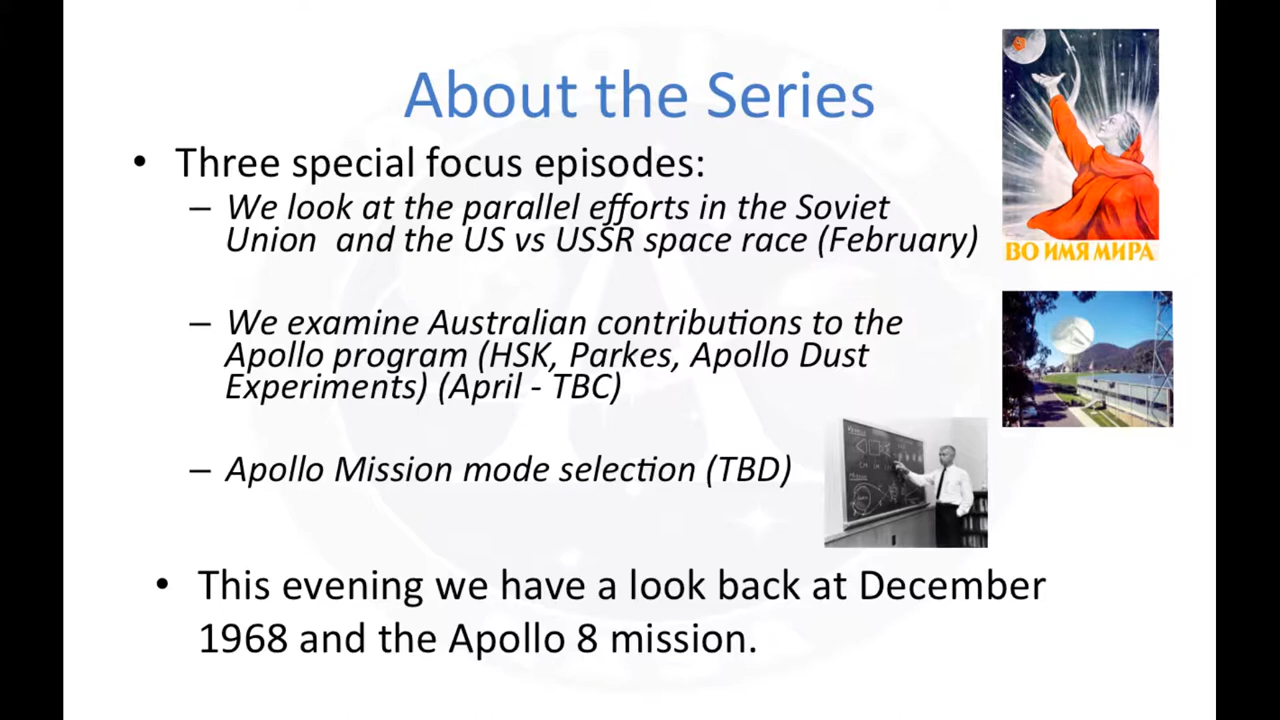 About the Series
• Three special focus episodes:
– We look at the parallel efforts in the Soviet
Union and the US vs USSR space race (February)
– We examine Australian contributions to the
Apollo program (HSK, Parkes, Apollo Dust
Experiments) (April - TBC)
– Apollo Mission mode selection (TBD)
• This evening we have a look back at December
1968 and the Apollo 8 mission.
ВО ИМЯ МИРА